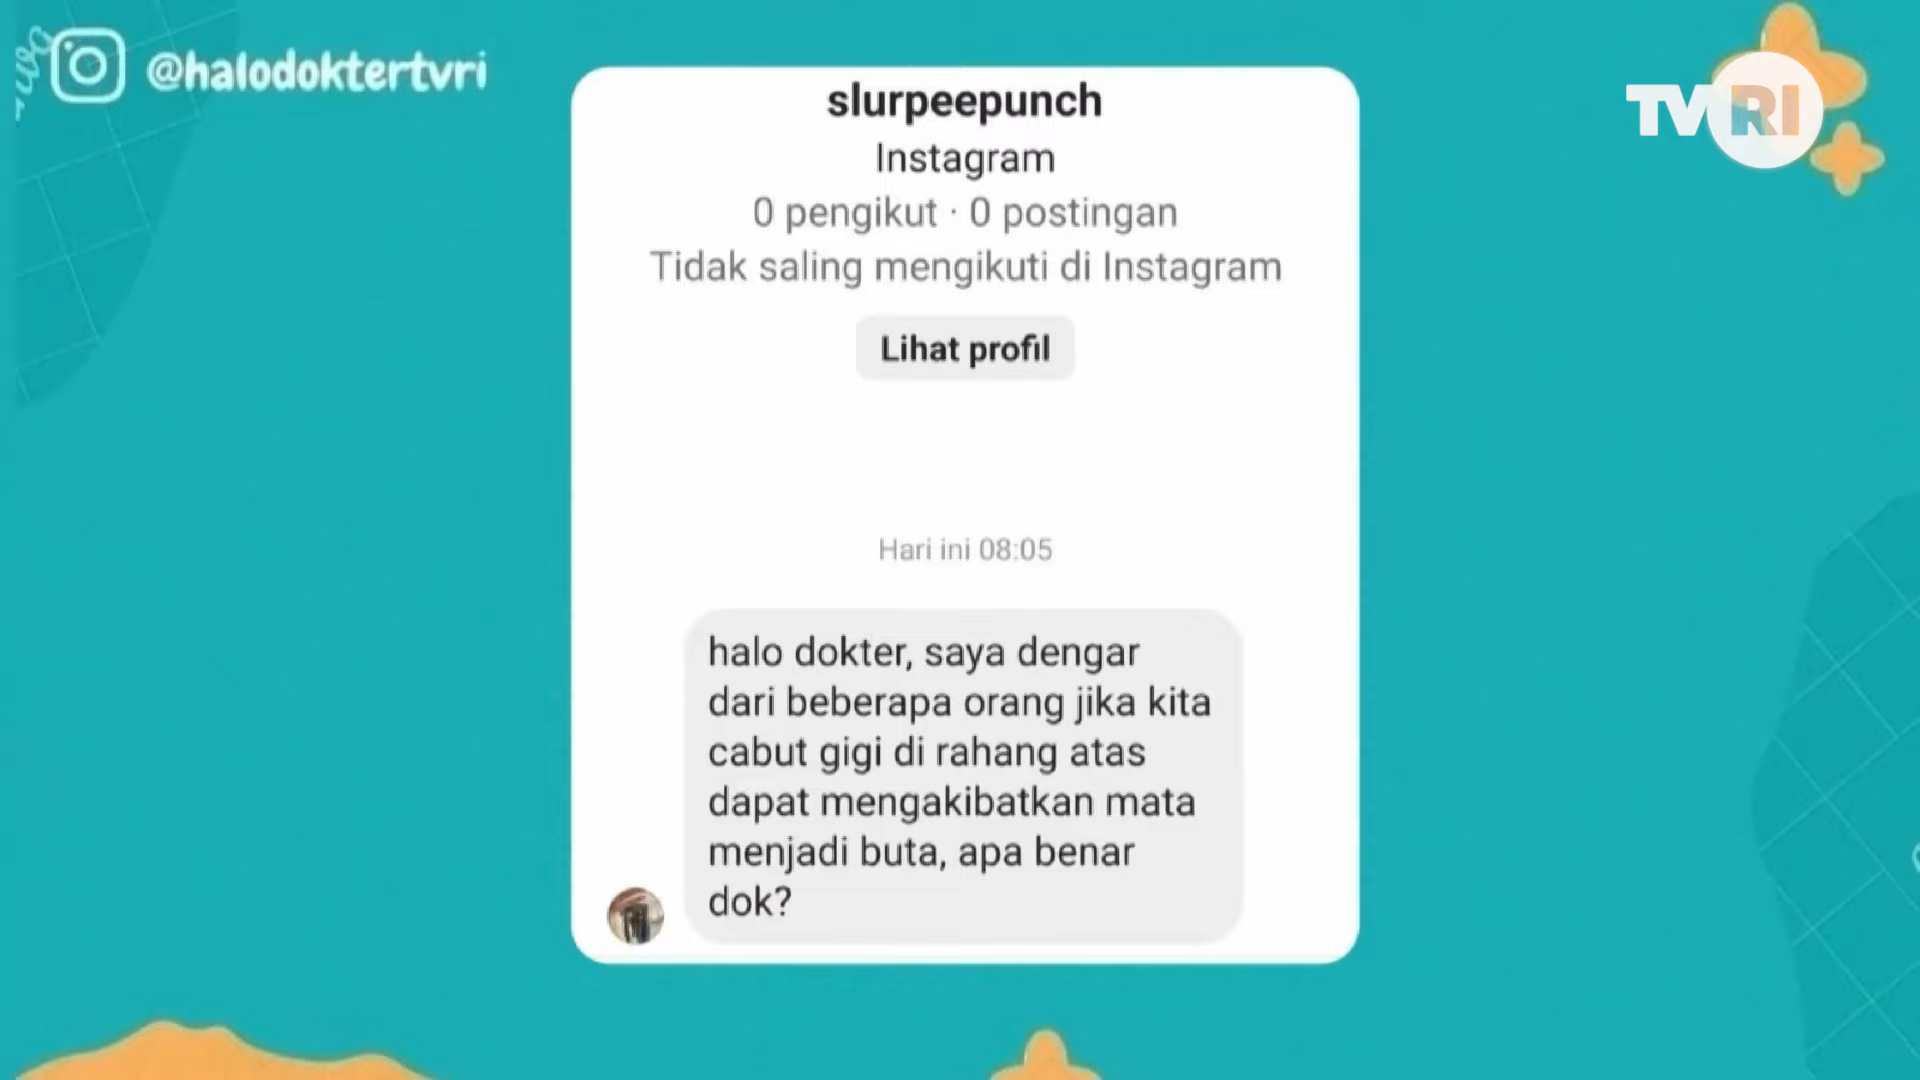 @halodoktertvri
TVRI
slurpeepunch
Instagram
0 pengikut · 0 postingan
Tidak saling mengikuti di Instagram
Lihat profil
Hari ini 08:05
halo dokter, saya dengar
dari beberapa orang jika kita
cabut gigi di rahang atas
dapat mengakibatkan mata
menjadi buta, apa benar
dok?